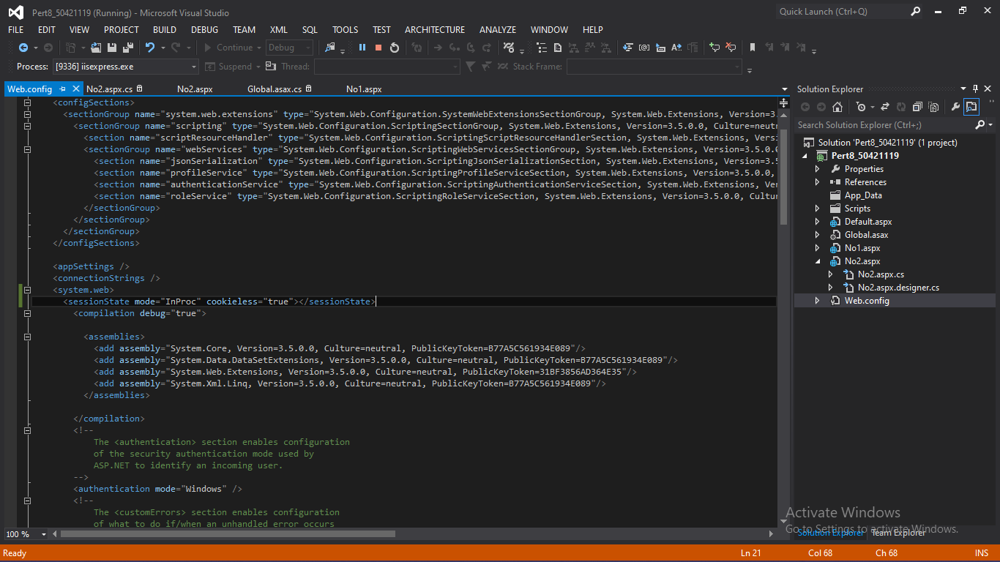 Pert8_50421119 (Running) - Microsoft Visual Studio
Quick Launch (Ctrl+Q)
FILE EDIT VIEW PROJECT BUILD DEBUG TEAM XML SQL TOOLS TEST ARCHITECTURE ANALYZE WINDOW HELP
Continue Debug
Process: [9336] iisexpress.exe Suspend Thread: Stack Frame:
Web.config No2.aspx.cs No2.aspx Global.asax.cs No1.aspx
<configSections>
<sectionGroup name="system.web.extensions" type="System.Web.Configuration.SystemWebExtensionsSectionGroup, System.Web.Extensions, Version=3.
<sectionGroup name="scripting" type="System.Web.Configuration.ScriptingSectionGroup, System.Web.Extensions, Version=3.5.0.0, Culture=neut
<section name="scriptResourceHandler" type="System.Web.Configuration.ScriptingScriptResourceHandlerSection, System.Web.Extensions, Vers
<sectionGroup name="webServices" type="System.Web.Configuration.ScriptingWebServicesSectionGroup, System.Web.Extensions, Version=3.5.0.
<section name="jsonSerialization" type="System.Web.Configuration.ScriptingJsonSerializationSection, System.Web.Extensions, Version=3.5
<section name="profileService" type="System.Web.Configuration.ScriptingProfileServiceSection, System.Web.Extensions, Version=3.5.0.0,
<section name="authenticationService" type="System.Web.Configuration.ScriptingAuthenticationServiceSection, System.Web.Extensions, Ver
<section name="roleService" type="System.Web.Configuration.ScriptingRoleServiceSection, System.Web.Extensions, Version=3.5.0.0, Cultu
</sectionGroup>
</sectionGroup>
</sectionGroup>
</configSections>
<appSettings />
<connectionStrings />
<system.web>
<sessionState mode="InProc" cookieless="true"></sessionState>
<compilation debug="true">
<assemblies>
<add assembly="System.Core, Version=3.5.0.0, Culture=neutral, PublicKeyToken=B77A5C561934E089"/>
<add assembly="System.Data.DataSetExtensions, Version=3.5.0.0, Culture=neutral, PublicKeyToken=B77A5C561934E089"/>
<add assembly="System.Web.Extensions, Version=3.5.0.0, Culture=neutral, PublicKeyToken=31BF3856AD364E35"/>
<add assembly="System.Xml.Linq, Version=3.5.0.0, Culture=neutral, PublicKeyToken=B77A5C561934E089"/>
</assemblies>
</compilation>
<!--
The <authentication> section enables configuration
of the security authentication mode used by
ASP.NET to identify an incoming user.
-->
<authentication mode="Windows" />
<!--
The <customErrors> section enables configuration
of what to do if/when an unhandled error occurs
100 %
Solution Explorer
Search Solution Explorer (Ctrl+;)
Solution 'Pert8_50421119' (1 project)
Pert8_50421119
Properties
References
App_Data
Scripts
Default.aspx
Global.asax
No1.aspx
No2.aspx
No2.aspx.cs
No2.aspx.designer.cs
Web.config
Activate Windows
Go to Settings to activate Windows.
Solution Explorer Team Explorer
Ready Ln 21 Col 68 Ch 68 INS